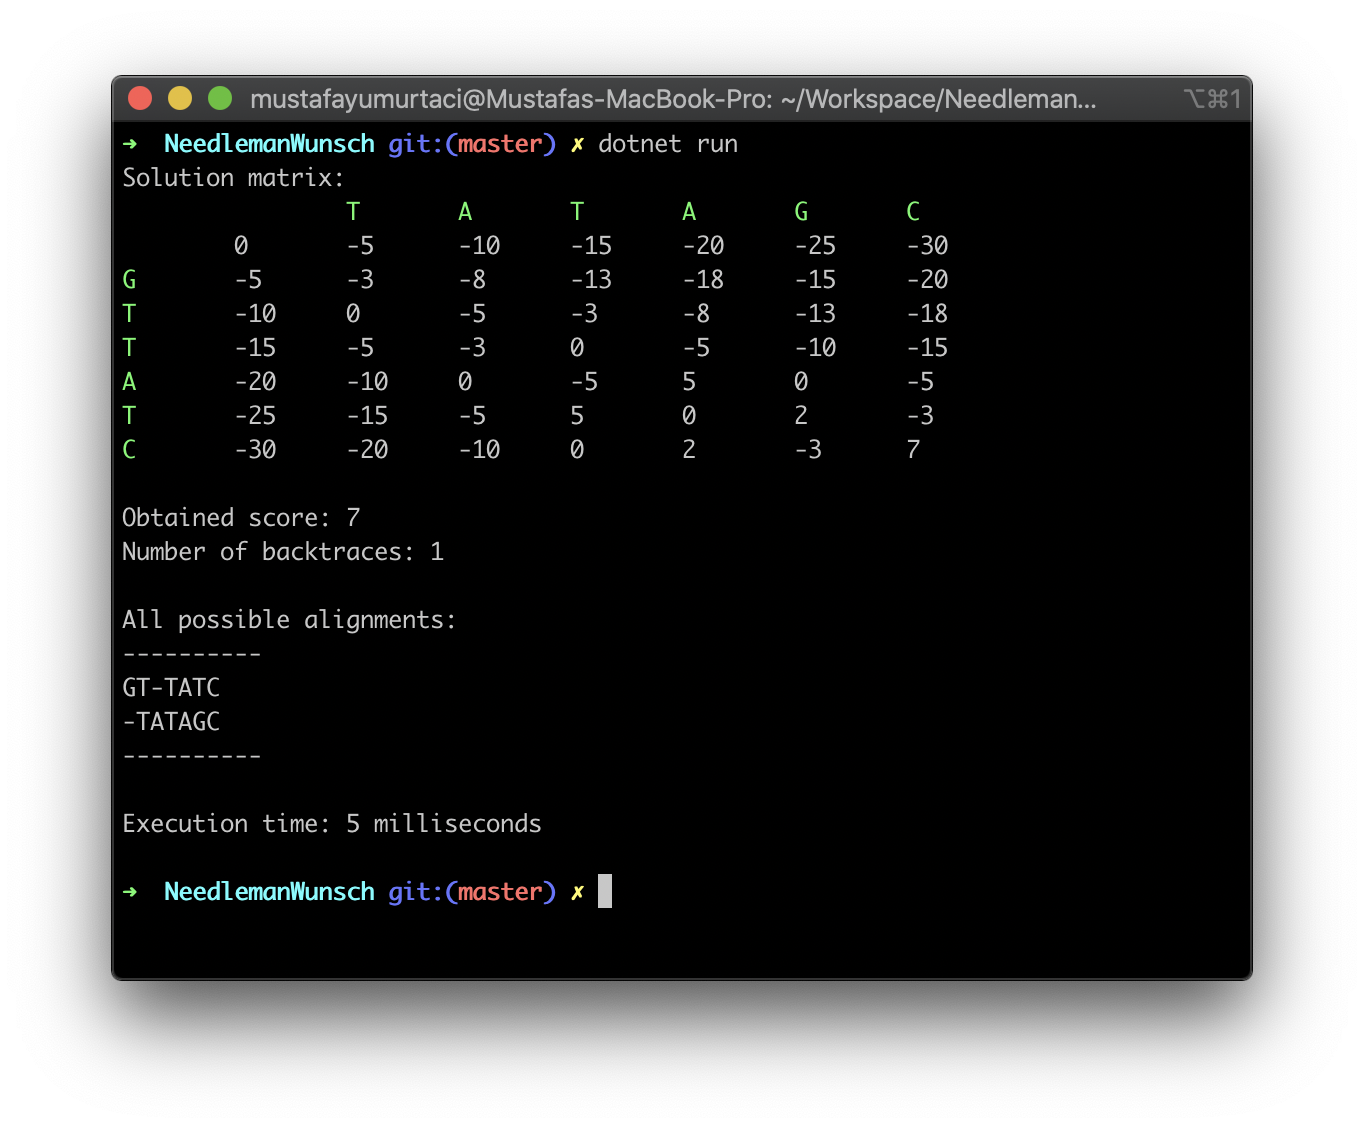 mustafayumurtaci@Mustafas-MacBook-Pro: ~/Workspace/Needleman... ⌥⌘1
➜ NeedlemanWunsch git:(master) ✗ dotnet run
Solution matrix:
T A T A G C
0 -5 -10 -15 -20 -25 -30
G -5 -3 -8 -13 -18 -15 -20
T -10 0 -5 -3 -8 -13 -18
T -15 -5 -3 0 -5 -10 -15
A -20 -10 0 -5 5 0 -5
T -25 -15 -5 5 0 2 -3
C -30 -20 -10 0 2 -3 7
Obtained score: 7
Number of backtraces: 1
All possible alignments:
----------
GT-TATC
-TATAGC
----------
Execution time: 5 milliseconds
➜ NeedlemanWunsch git:(master) ✗